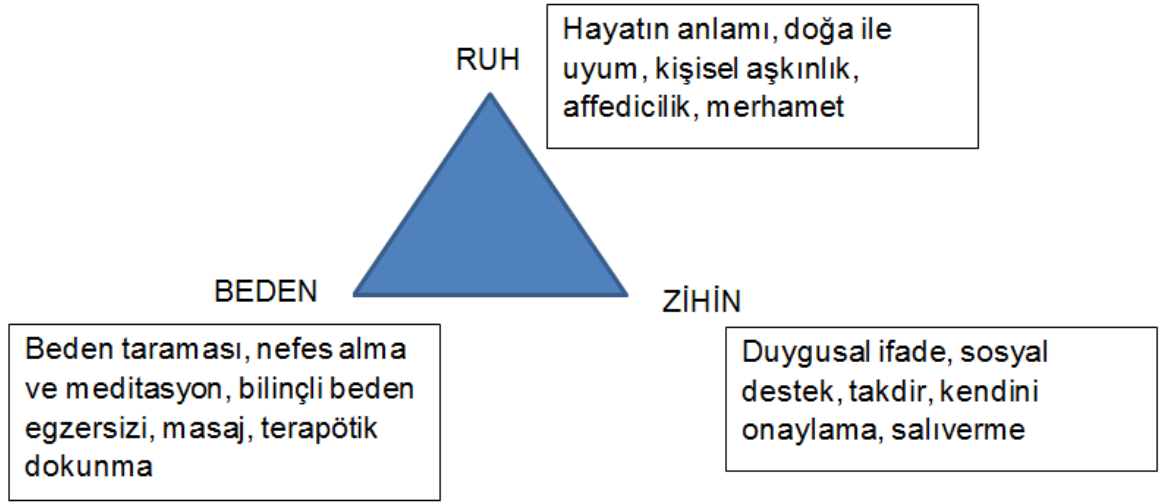 RUH
Hayatın anlamı, doğa ile
uyum, kişisel aşkınlık,
affedicilik, merhamet
BEDEN
Beden taraması, nefes alma
ve meditasyon, bilinçli beden
egzersizi, masaj, terapötik
dokunma
ZİHİN
Duygusal ifade, sosyal
destek, takdir, kendini
onaylama, salıverme